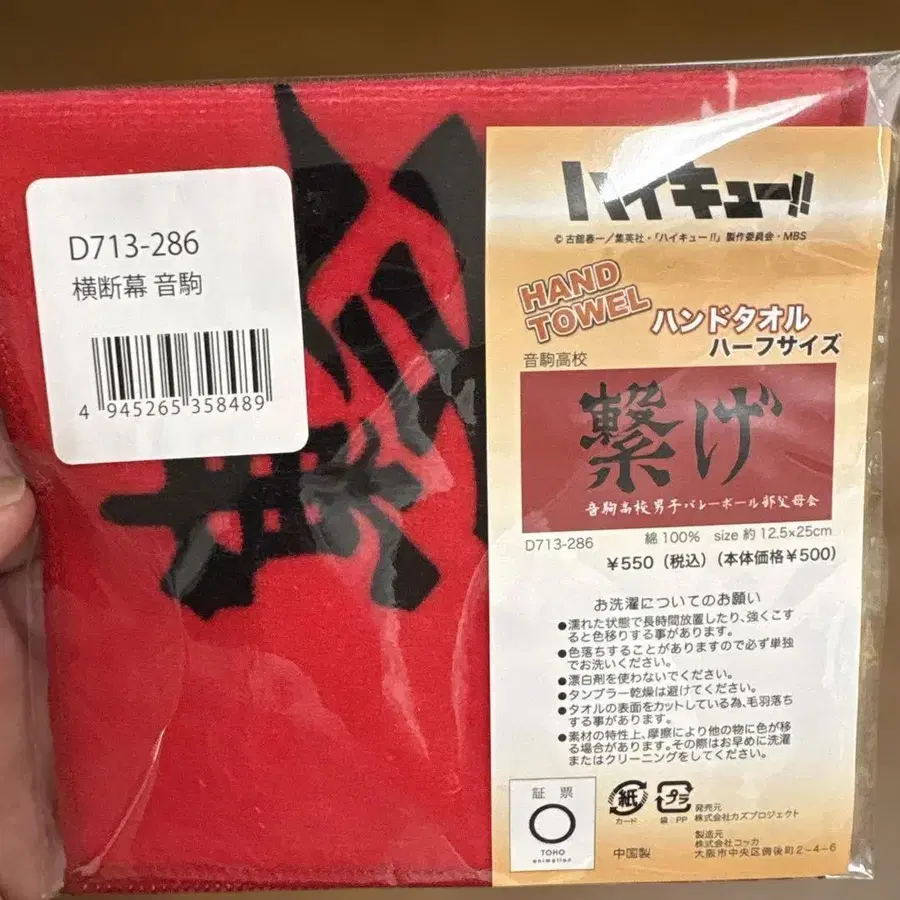 D713-286
横断幕 音駒
4 945265 358489
ハイキュー!!
© 古舘春一／集英社・「ハイキュー!!」製作委員会・MBS
HAND
TOWEL
ハンドタオル
ハーフサイズ
音駒高校
繋げ
音駒高校男子バレーボール部父母会
D713-286 綿 100% size 約 12.5×25cm
￥550（税込）（本体価格￥500）
お洗濯についてのお願い
●濡れた状態で長時間放置したり、強くこす
ると色移りする事があります。
●色落ちすることがありますので必ず単独
でお洗いください。
●漂白剤を使わないでください。
●タンブラー乾燥は避けてください。
●タオルの表面をカットしている為、毛羽落ち
する事があります。
●素材の特性上、摩擦により他の物に色が移
る場合があります。その際はお早めに洗濯
またはクリーニングをしてください。
証票
TOHO
animation
紙
カード
プラ
袋:PP
中国製
発売元
株式会社カズプロジェクト
製造元
株式会社コッカ
大阪市中央区備後町2-4-6